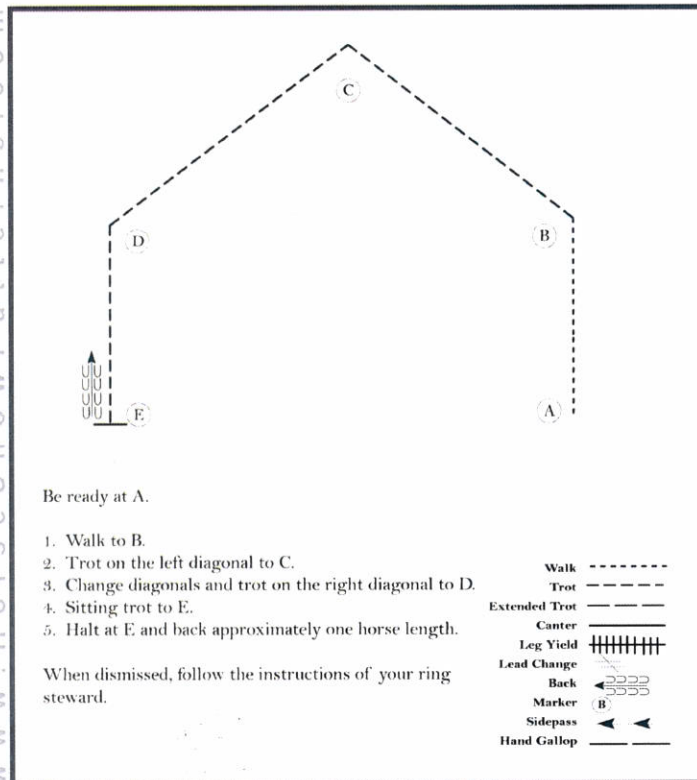 C
D
B
E
A
Be ready at A.
1. Walk to B.
2. Trot on the left diagonal to C.
3. Change diagonals and trot on the right diagonal to D.
4. Sitting trot to E.
5. Halt at E and back approximately one horse length.
When dismissed, follow the instructions of your ring
steward.
Walk
Trot
Extended Trot
Canter
Leg Yield
Lead Change
Back
Marker B
Sidepass
Hand Gallop